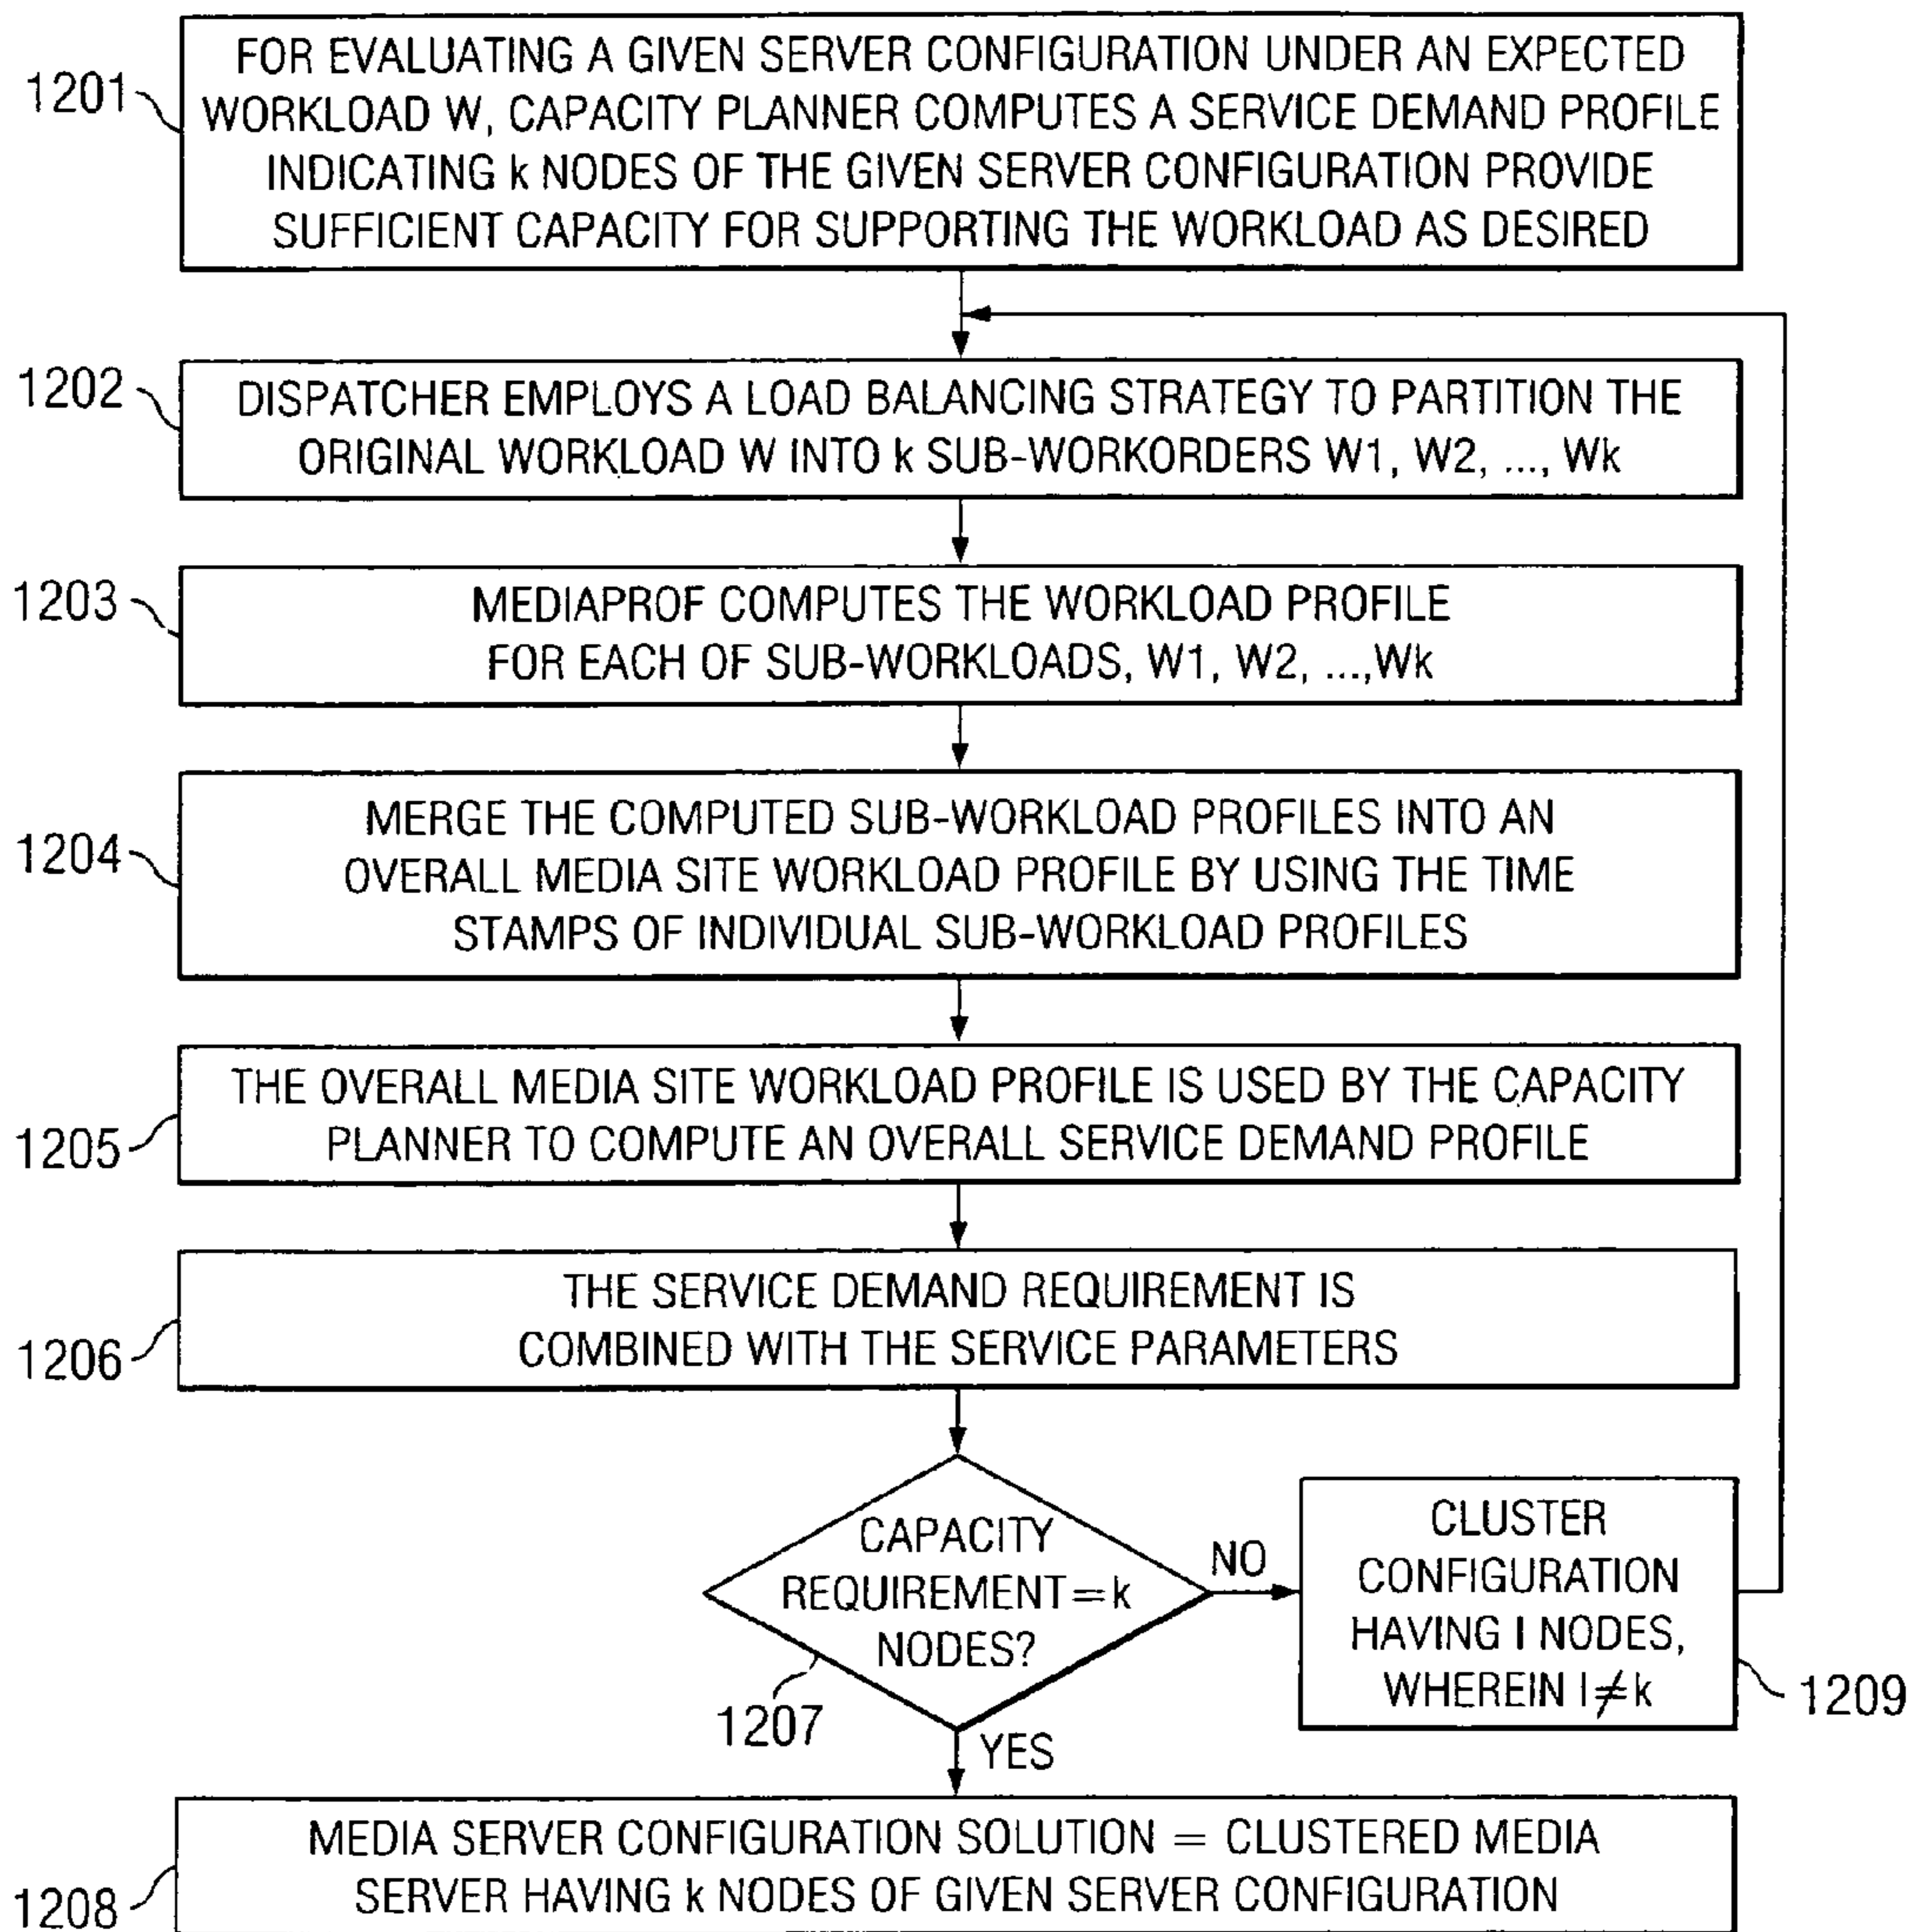 1201
FOR EVALUATING A GIVEN SERVER CONFIGURATION UNDER AN EXPECTED
WORKLOAD W, CAPACITY PLANNER COMPUTES A SERVICE DEMAND PROFILE
INDICATING k NODES OF THE GIVEN SERVER CONFIGURATION PROVIDE
SUFFICIENT CAPACITY FOR SUPPORTING THE WORKLOAD AS DESIRED
1202
DISPATCHER EMPLOYS A LOAD BALANCING STRATEGY TO PARTITION THE
ORIGINAL WORKLOAD W INTO k SUB-WORKORDERS W1, W2, ..., Wk
1203
MEDIAPROF COMPUTES THE WORKLOAD PROFILE
FOR EACH OF SUB-WORKLOADS, W1, W2, ...,Wk
1204
MERGE THE COMPUTED SUB-WORKLOAD PROFILES INTO AN
OVERALL MEDIA SITE WORKLOAD PROFILE BY USING THE TIME
STAMPS OF INDIVIDUAL SUB-WORKLOAD PROFILES
1205
THE OVERALL MEDIA SITE WORKLOAD PROFILE IS USED BY THE CAPACITY
PLANNER TO COMPUTE AN OVERALL SERVICE DEMAND PROFILE
1206
THE SERVICE DEMAND REQUIREMENT IS
COMBINED WITH THE SERVICE PARAMETERS
CAPACITY
REQUIREMENT=k
NODES?
1207
NO
CLUSTER
CONFIGURATION
HAVING l NODES,
WHEREIN l≠k
1209
YES
1208
MEDIA SERVER CONFIGURATION SOLUTION = CLUSTERED MEDIA
SERVER HAVING k NODES OF GIVEN SERVER CONFIGURATION